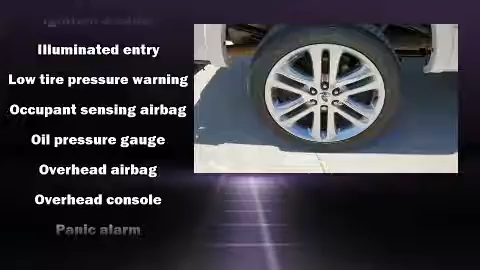 Illuminated entry
Low tire pressure warning
Occupant sensing airbag
Oil pressure gauge
Overhead airbag
Overhead console
Panic alarm